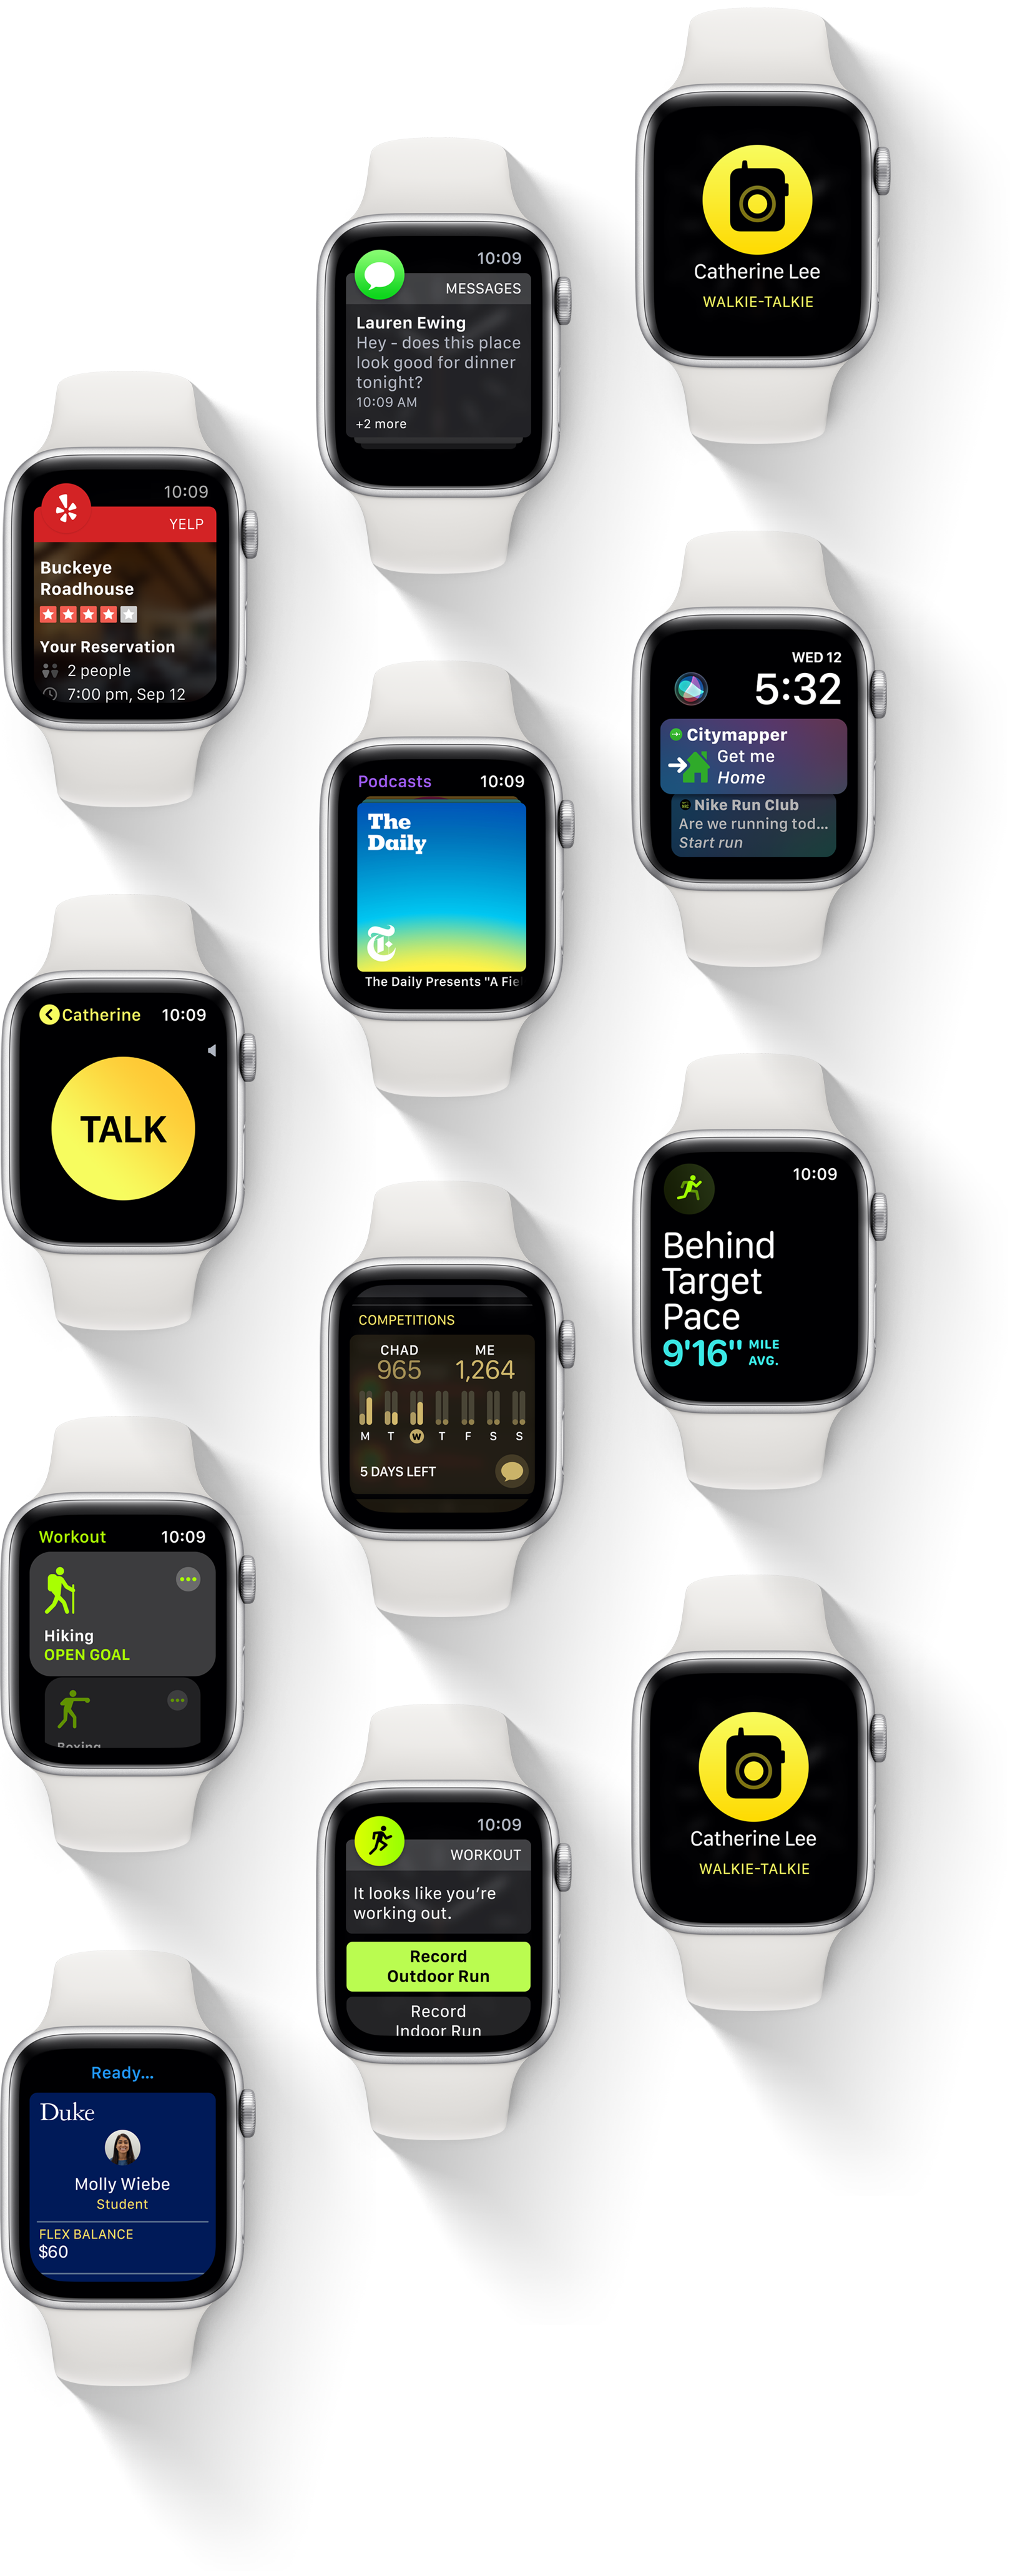 Catherine Lee
WALKIE-TALKIE
10:09
MESSAGES
Lauren Ewing
Hey - does this place
look good for dinner
tonight?
10:09 AM
+2 more
10:09
YELP
Buckeye
Roadhouse
Your Reservation
2 people
7:00 pm, Sep 12
WED 12
5:32
Citymapper
Get me
Home
Nike Run Club
Are we running tod...
Start run
Podcasts 10:09
The
Daily
The Daily Presents "A Fie
Catherine 10:09
TALK
10:09
Behind
Target
Pace
9'16" MILE
AVG.
COMPETITIONS
CHAD ME
965 1,264
M T W T F S S
5 DAYS LEFT
Workout 10:09
Hiking
OPEN GOAL
Boxing
Catherine Lee
WALKIE-TALKIE
10:09
WORKOUT
It looks like you're
working out.
Record
Outdoor Run
Record
Indoor Run
Ready...
Duke
Molly Wiebe
Student
FLEX BALANCE
$60